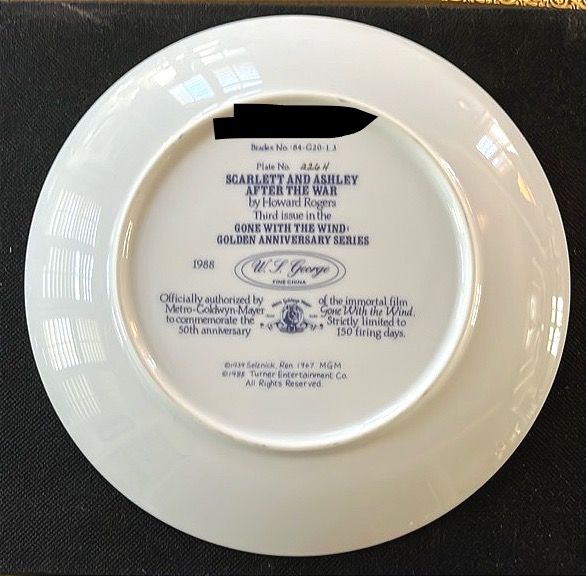 Bradex No. 84-G20-1.3
Plate No. 2264
SCARLETT AND ASHLEY
AFTER THE WAR
by Howard Rogers
Third issue in the
GONE WITH THE WIND:
GOLDEN ANNIVERSARY SERIES
1988 W. S. George
FINE CHINA
Officially authorized by of the immortal film
Metro-Goldwyn-Mayer Gone With the Wind.
to commemorate the Strictly limited to
50th anniversary 150 firing days.
©1939 Selznick, Ren. 1967 MGM
©1988 Turner Entertainment Co.
All Rights Reserved.